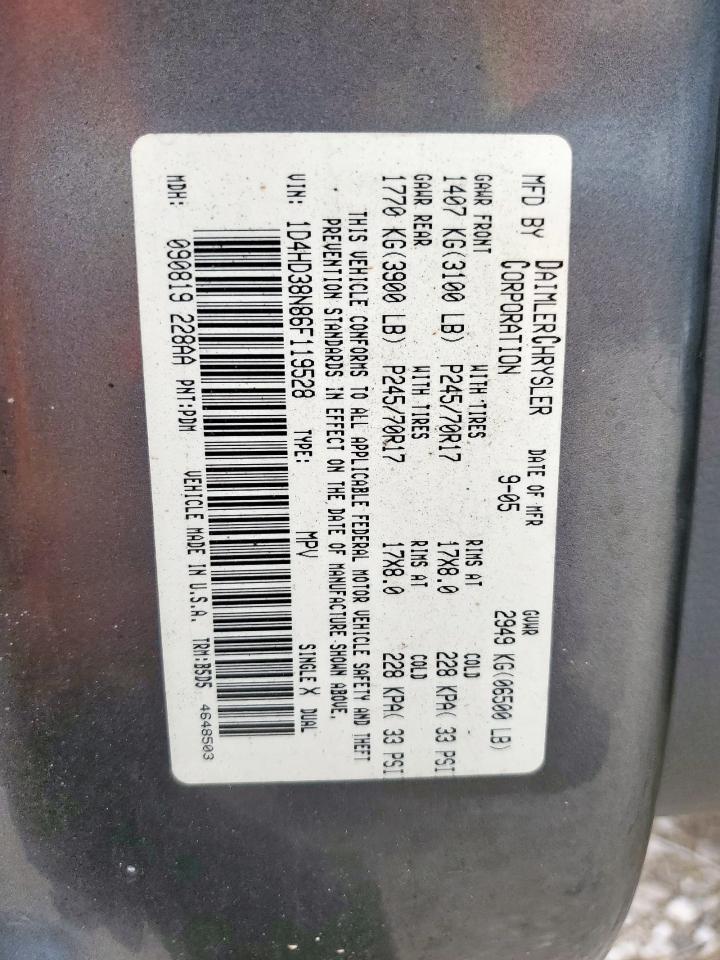 MFD BY DAIMLERCHRYSLER DATE OF MFR GVWR
CORPORATION 9-05 2949 KG(06500 LB)
GAWR FRONT WITH TIRES RIMS AT COLD
1407 KG(3100 LB) P245/70R17 17X8.0 228 KPA( 33 PSI
GAWR REAR WITH TIRES RIMS AT COLD
1770 KG(3900 LB) P245/70R17 17X8.0 228 KPA( 33 PSI
THIS VEHICLE CONFORMS TO ALL APPLICABLE FEDERAL MOTOR VEHICLE SAFETY AND THEFT
PREVENTION STANDARDS IN EFFECT ON THE DATE OF MANUFACTURE SHOWN ABOVE.
VIN: 1D4HD38N86F119528 TYPE: MPV SINGLE X DUAL
MDH: 090819 228AA PNT:PDM VEHICLE MADE IN U.S.A. TRM:B5D5 4648503